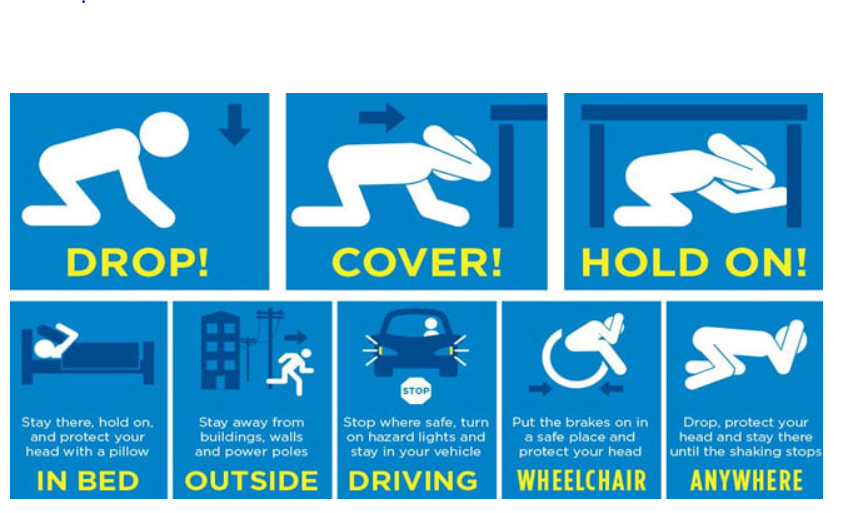 DROP!
COVER!
HOLD ON!
Stay there, hold on,
and protect your
head with a pillow
IN BED
Stay away from
buildings, walls
and power poles
OUTSIDE
STOP
Stop where safe, turn
on hazard lights and
stay in your vehicle
DRIVING
Put the brakes on in
a safe place and
protect your head
WHEELCHAIR
Drop, protect your
head and stay there
until the shaking stops
ANYWHERE